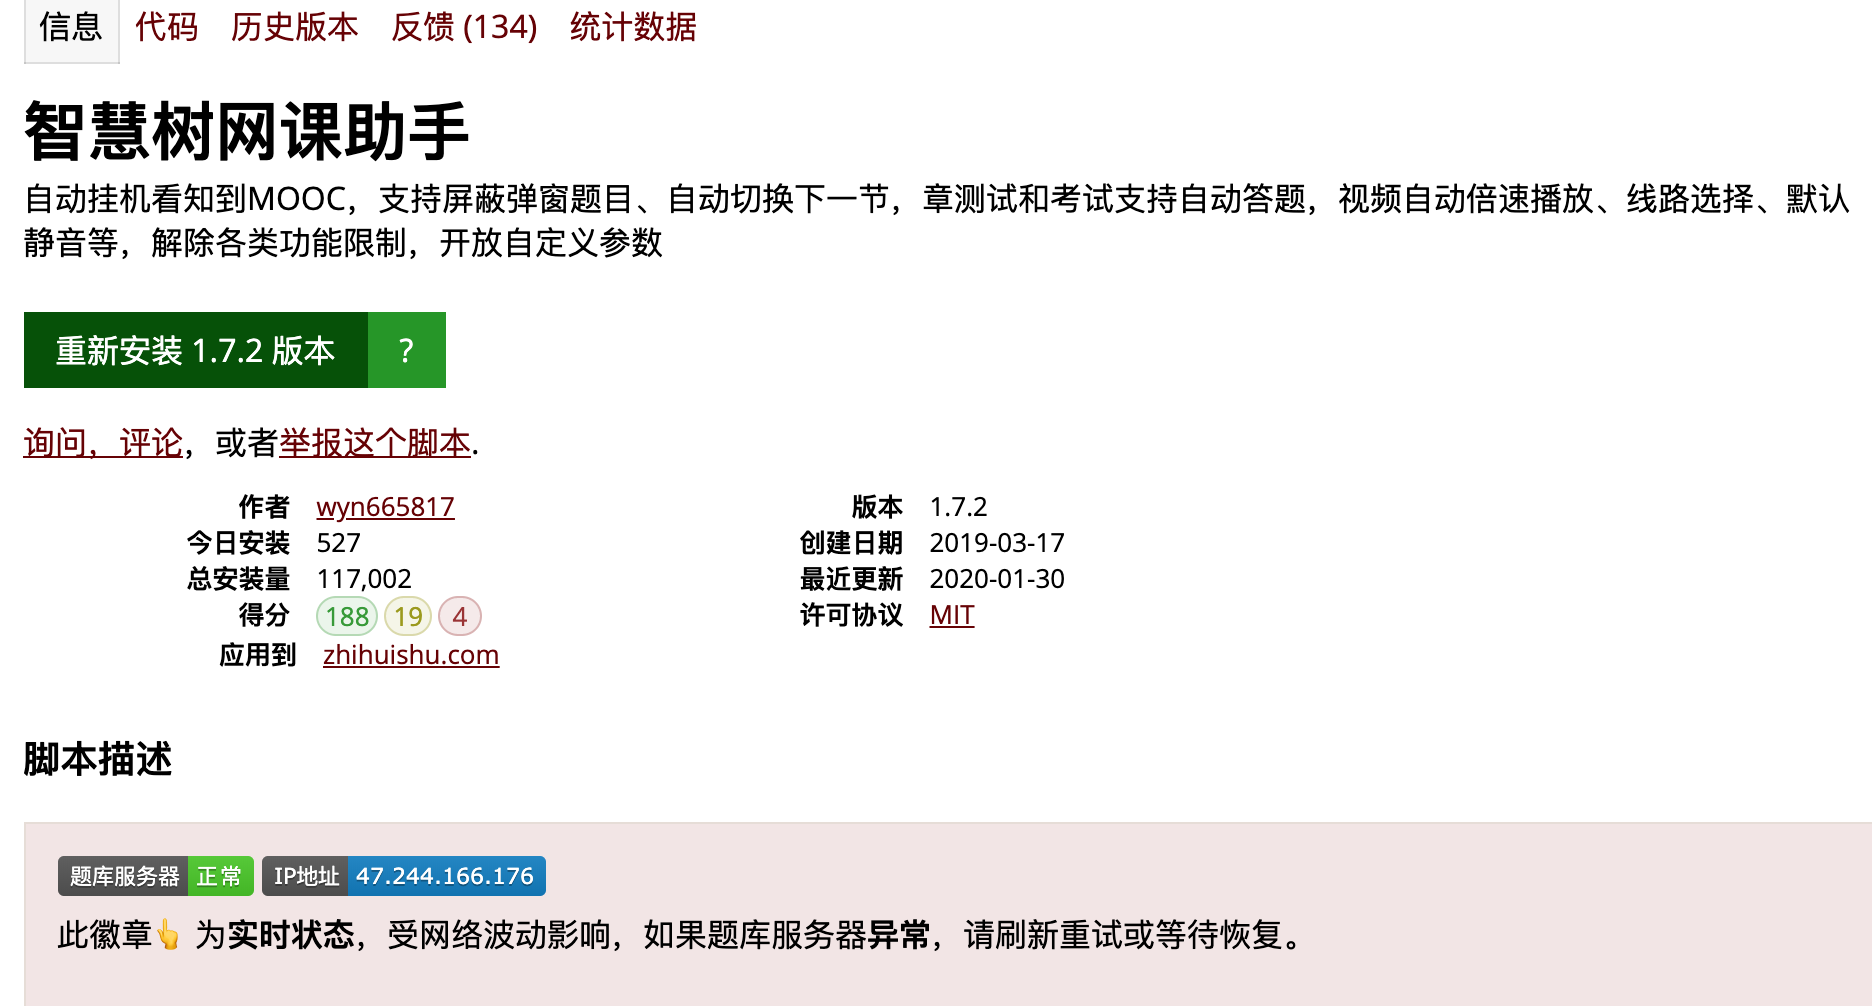 信息 代码 历史版本 反馈 (134) 统计数据
智慧树网课助手
自动挂机看知到MOOC，支持屏蔽弹窗题目、自动切换下一节，章测试和考试支持自动答题，视频自动倍速播放、线路选择、默认
静音等，解除各类功能限制，开放自定义参数
重新安装 1.7.2 版本 ?
询问，评论，或者举报这个脚本.
作者 wyn665817 版本 1.7.2
今日安装 527 创建日期 2019-03-17
总安装量 117,002 最近更新 2020-01-30
得分 188 19 4 许可协议 MIT
应用到 zhihuishu.com
脚本描述
题库服务器 正常 IP地址 47.244.166.176
此徽章👆 为实时状态，受网络波动影响，如果题库服务器异常，请刷新重试或等待恢复。